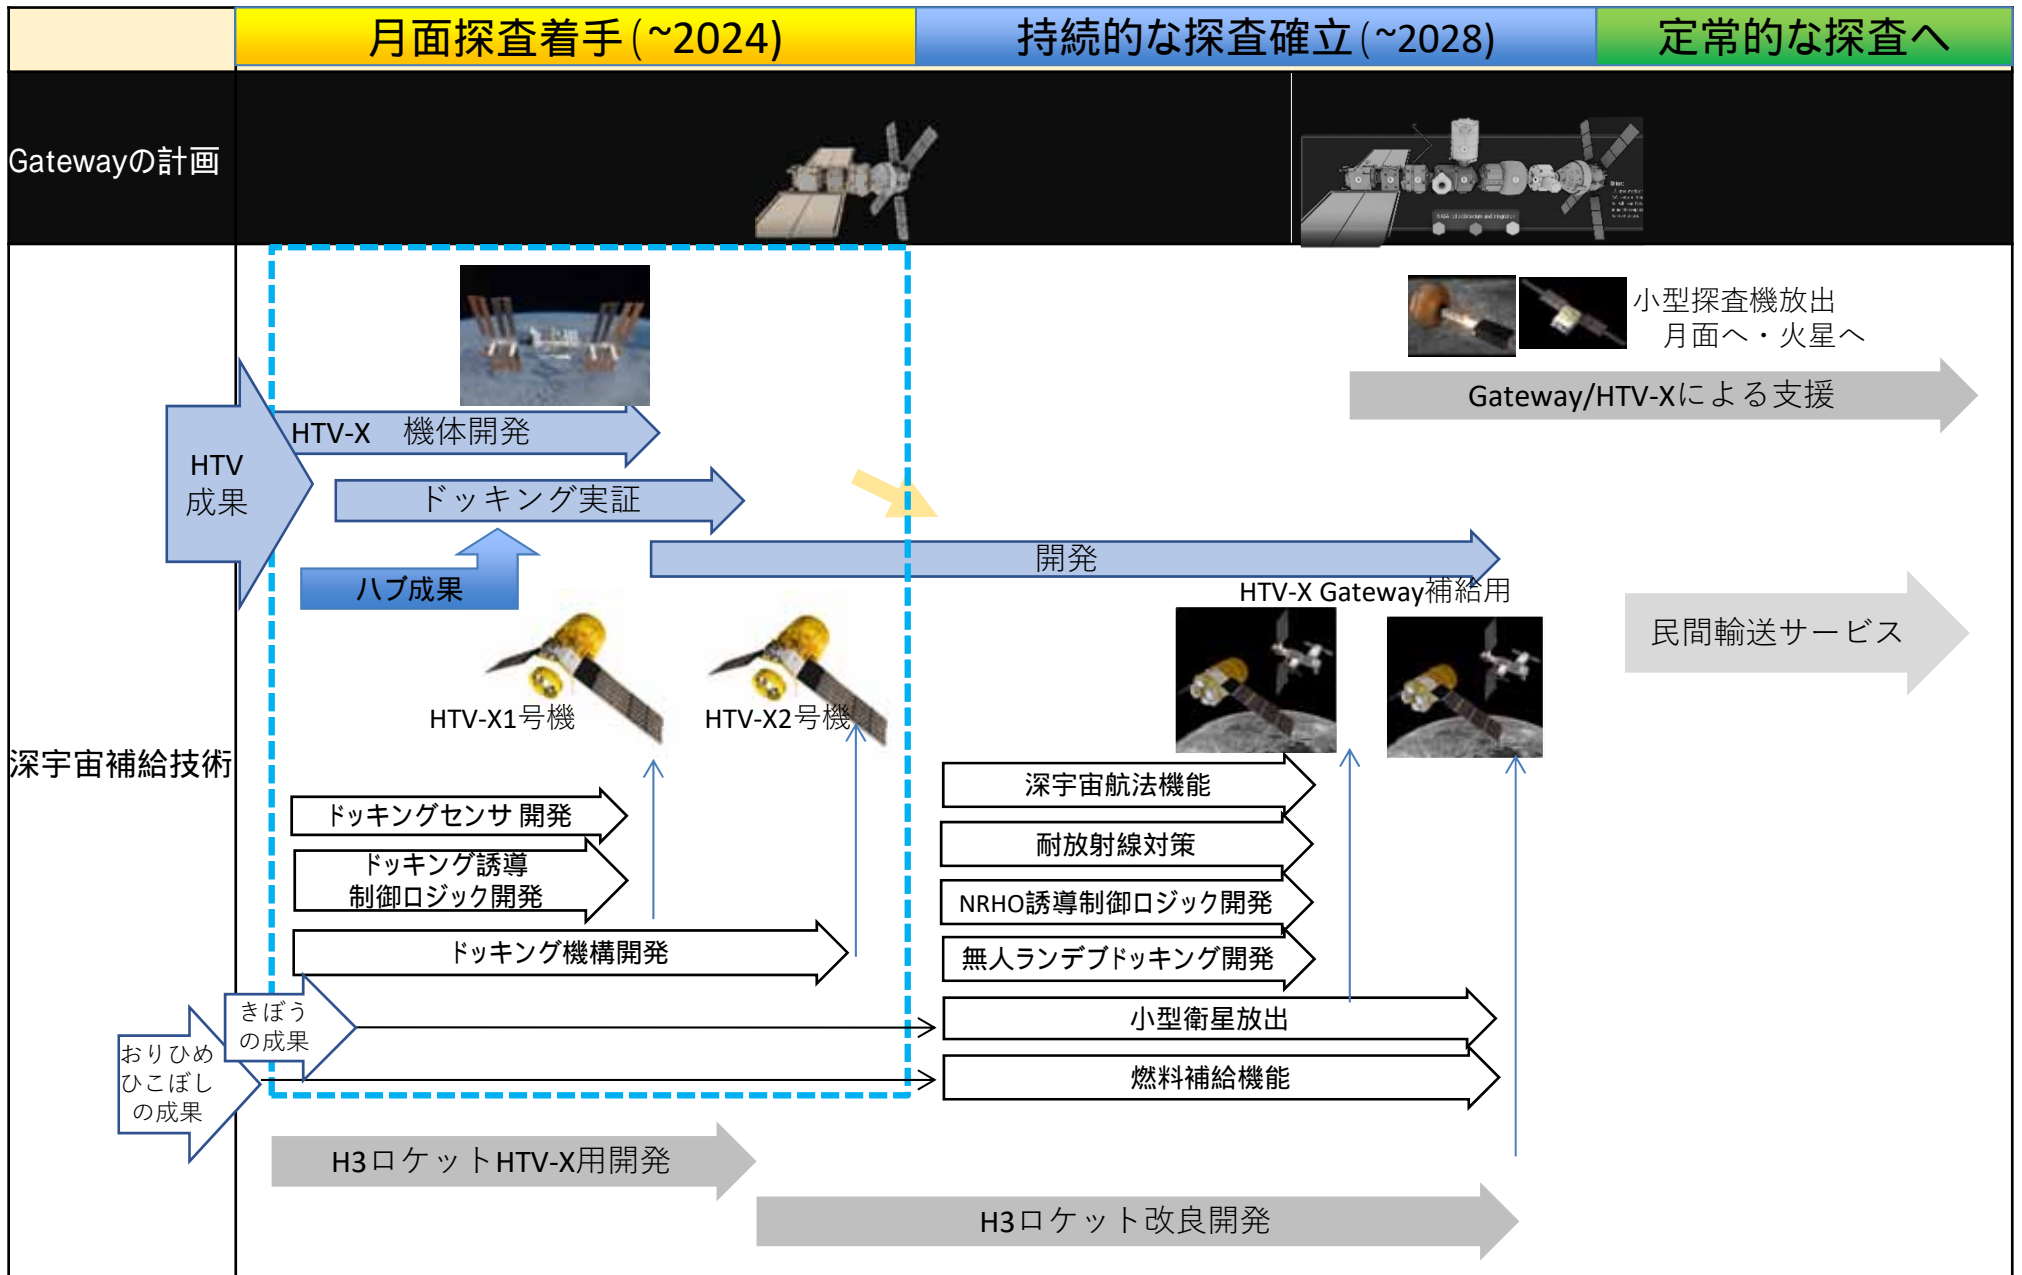 月面探査着手(~2024)
持続的な探査確立(~2028)
定常的な探査へ
Gatewayの計画
NASA led architecture and integration
小型探査機放出
月面へ・火星へ
Gateway/HTV-Xによる支援
HTV
成果
HTV-X 機体開発
ドッキング実証
ハブ成果
開発
HTV-X Gateway補給用
民間輸送サービス
HTV-X1号機
HTV-X2号機
深宇宙補給技術
ドッキングセンサ 開発
ドッキング誘導
制御ロジック開発
ドッキング機構開発
深宇宙航法機能
耐放射線対策
NRHO誘導制御ロジック開発
無人ランデブドッキング開発
小型衛星放出
燃料補給機能
きぼう
の成果
おりひめ
ひこぼし
の成果
H3ロケットHTV-X用開発
H3ロケット改良開発